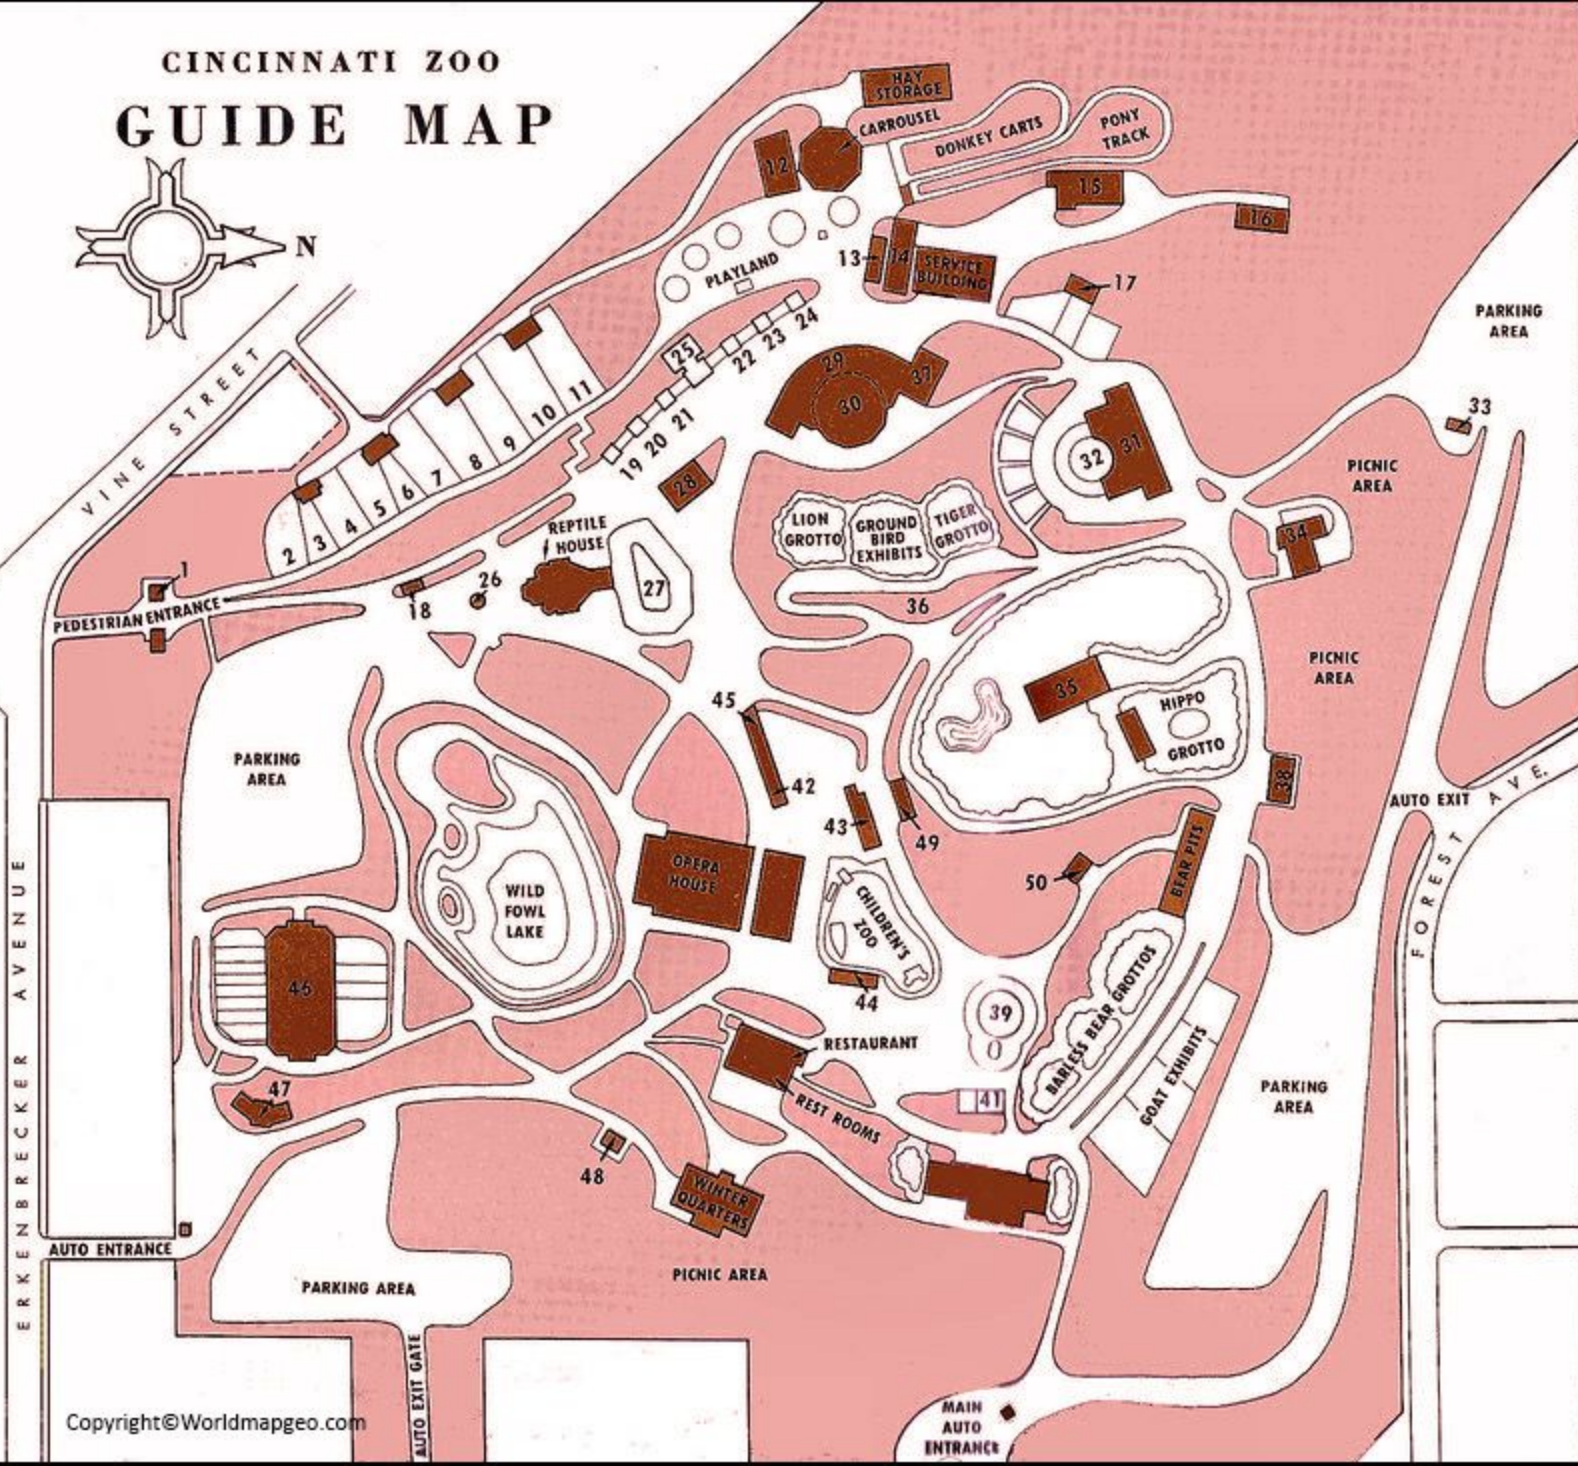 CINCINNATI ZOO
GUIDE MAP
N
HAY
STORAGE
CARROUSEL
DONKEY CARTS
PONY
TRACK
12
15
16
13
14
SERVICE
BUILDING
PLAYLAND
17
24
23
22
25
21
20
19
PARKING
AREA
VINE STREET
11
10
9
8
7
6
5
4
3
2
29
30
37
31
32
33
28
PICNIC
AREA
LION
GROTTO
GROUND
BIRD
EXHIBITS
TIGER
GROTTO
34
REPTILE
HOUSE
27
26
18
1
PEDESTRIAN ENTRANCE
36
PICNIC
AREA
35
HIPPO
GROTTO
45
42
43
49
38
PARKING
AREA
AUTO EXIT
FOREST AVE.
OPERA
HOUSE
BEAR PITS
50
WILD
FOWL
LAKE
CHILDREN'S
ZOO
44
39
BARLESS BEAR GROTTOS
GOAT EXHIBITS
46
RESTAURANT
REST ROOMS
41
47
48
WINTER
QUARTERS
PARKING
AREA
ERKENBRECKER AVENUE
AUTO ENTRANCE
PARKING AREA
PICNIC AREA
AUTO EXIT GATE
MAIN
AUTO
ENTRANCE
Copyright©Worldmapgeo.com